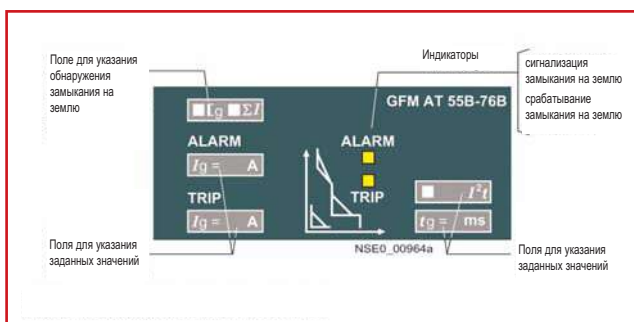 Поле для указания
обнаружения
замыкания на
землю
Индикаторы
сигнализация
замыкания на землю
срабатывание
замыкания на землю
GFM AT 55B-76B
Ig ΣI
ALARM
Ig = A
TRIP
Ig = A
ALARM
TRIP
I²t
tg = ms
NSE0_00964a
Поля для указания
заданных значений
Поля для указания
заданных значений